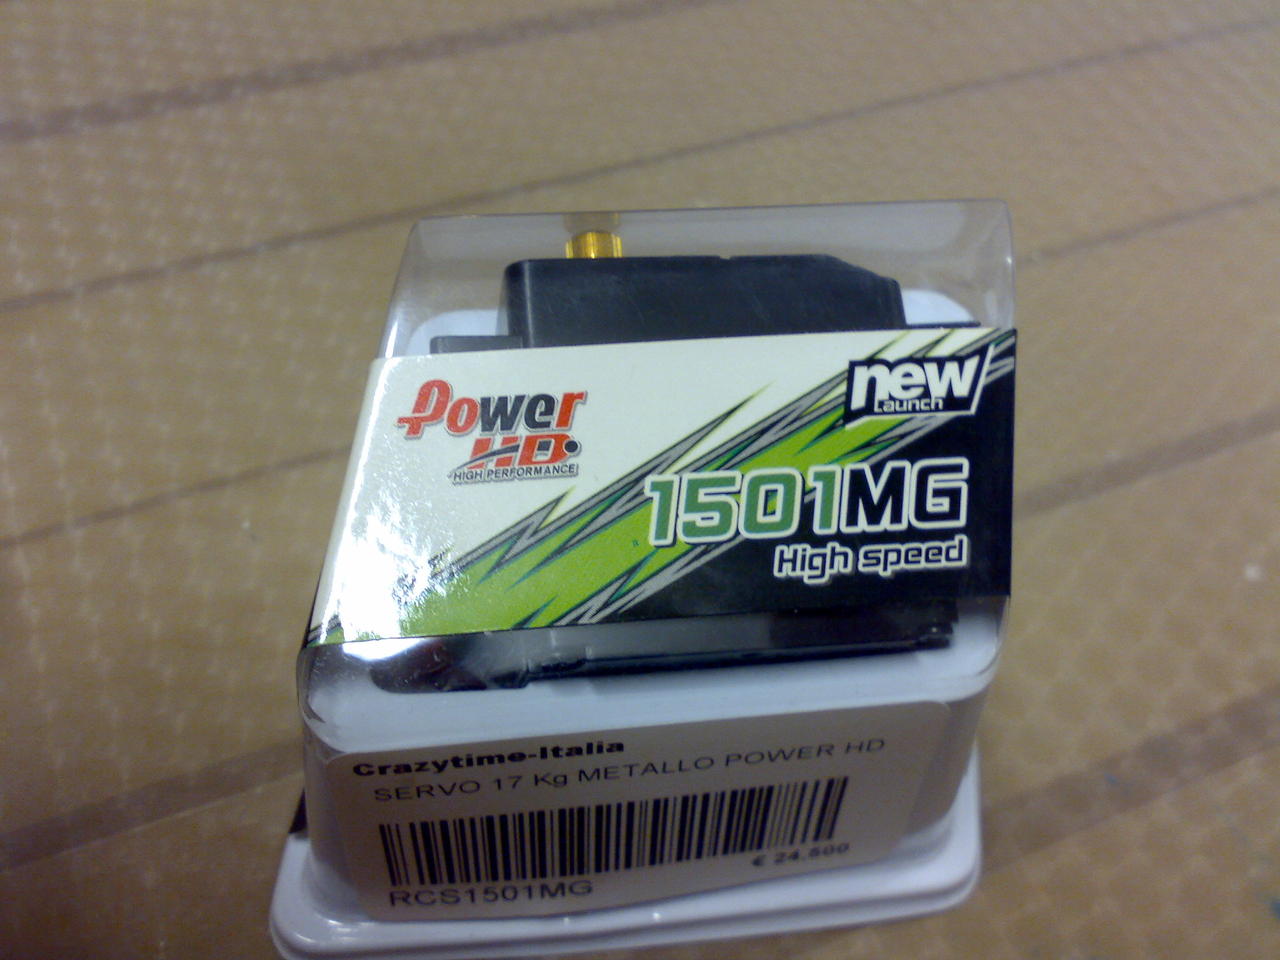 Power
HD
HIGH PERFORMANCE
new
Launch
1501MG
High speed
Crazytime-Italia
SERVO 17 Kg METALLO POWER HD
€ 24.500
RCS1501MG